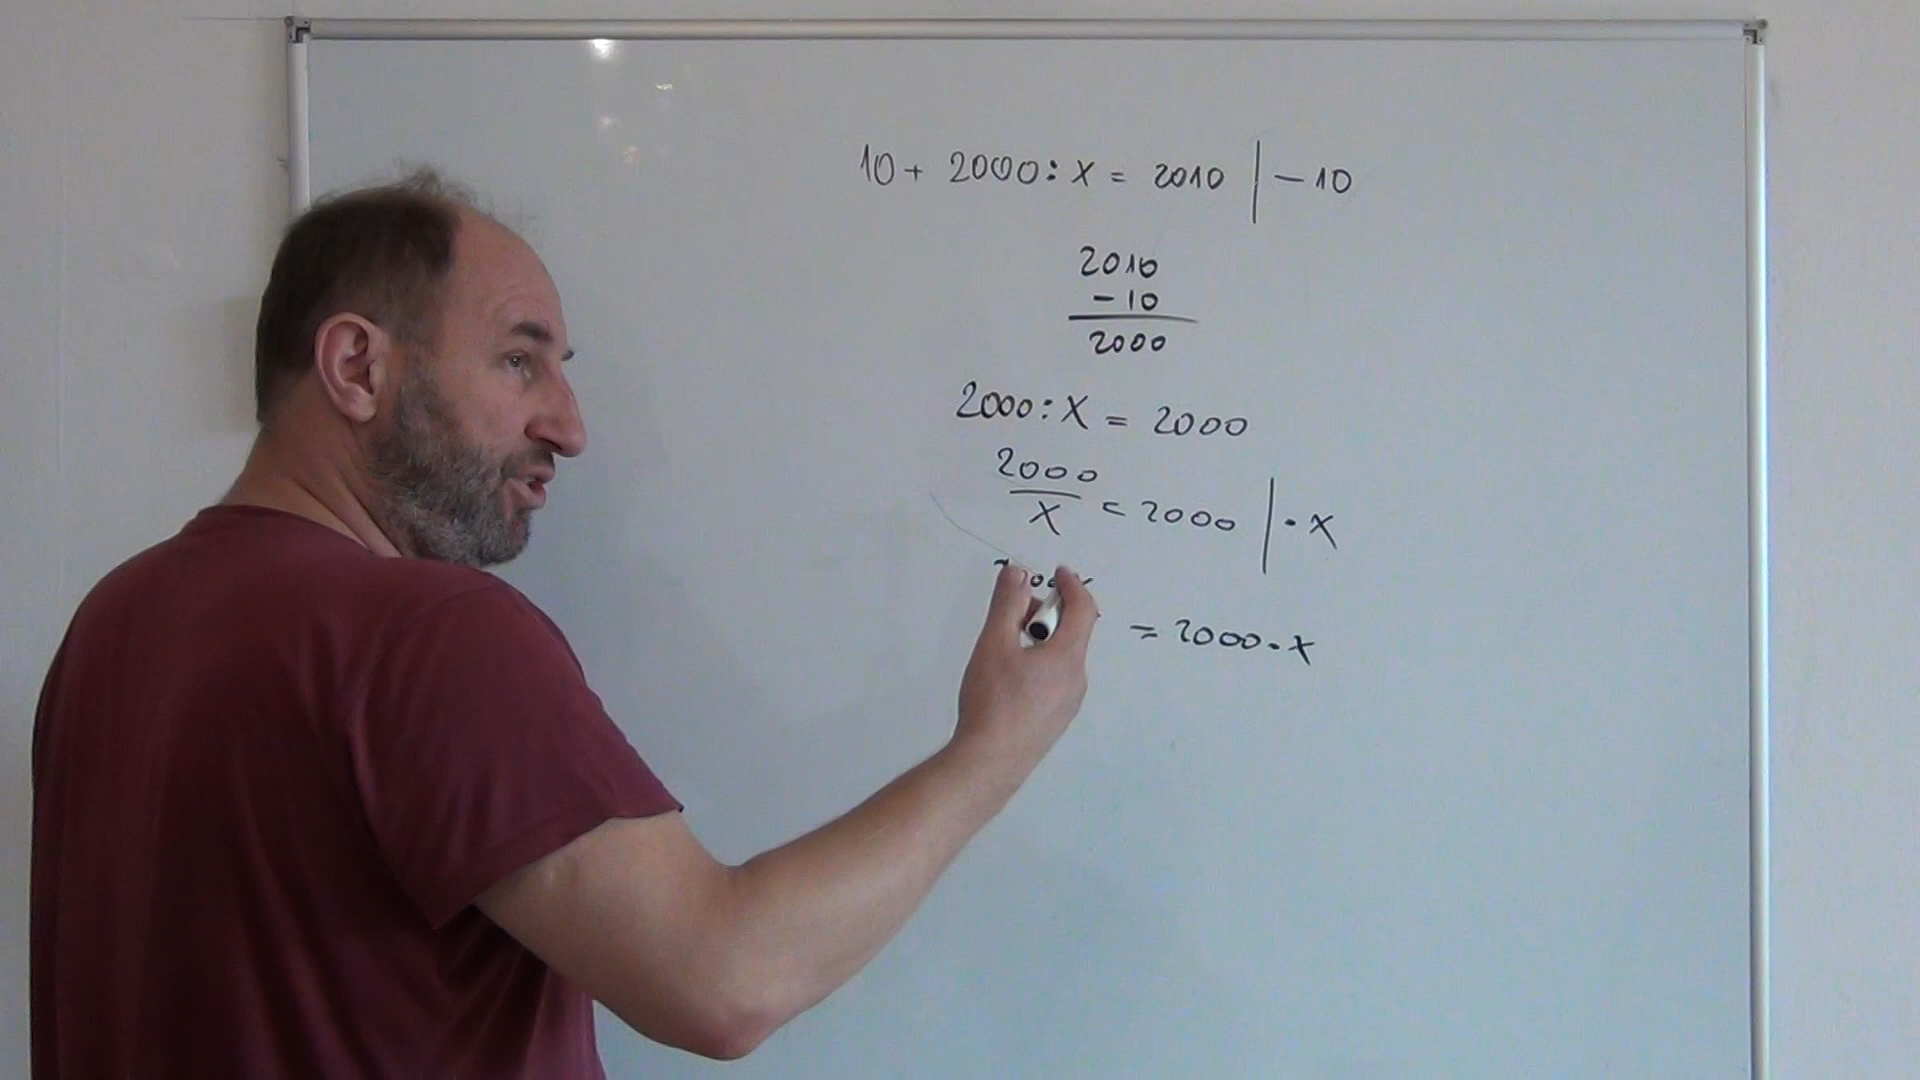 10 + 2000 : x = 2010 | - 10
2010
- 10
2000
2000 : x = 2000
2000
x
= 2000 | · x
= 2000 · x